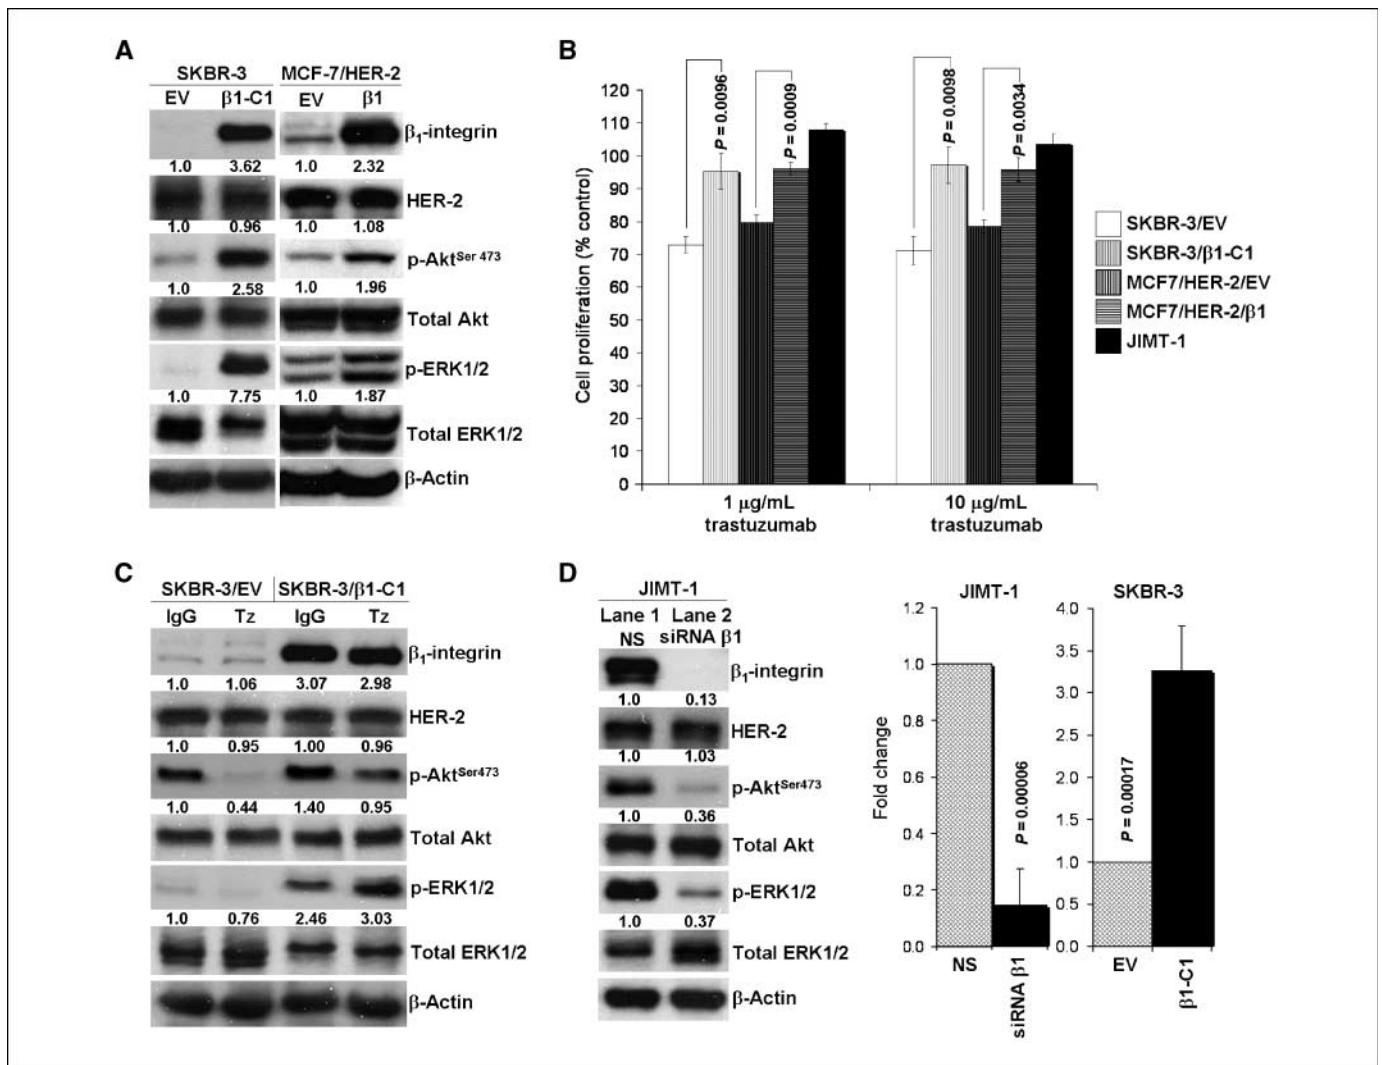 A
SKBR-3 MCF-7/HER-2
EV β1-C1 EV β1
β1-integrin
1.0 3.62 1.0 2.32
HER-2
1.0 0.96 1.0 1.08
p-AktSer 473
1.0 2.58 1.0 1.96
Total Akt
p-ERK1/2
1.0 7.75 1.0 1.87
Total ERK1/2
β-Actin
B
Cell proliferation (% control)
120
110
100
90
80
70
60
50
40
30
20
10
0
P = 0.0096
P = 0.0009
P = 0.0098
P = 0.0034
1 μg/mL
trastuzumab
10 μg/mL
trastuzumab
SKBR-3/EV
SKBR-3/β1-C1
MCF7/HER-2/EV
MCF7/HER-2/β1
JIMT-1
C
SKBR-3/EV SKBR-3/β1-C1
IgG Tz IgG Tz
β1-integrin
1.0 1.06 3.07 2.98
HER-2
1.0 0.95 1.00 0.96
p-AktSer473
1.0 0.44 1.40 0.95
Total Akt
p-ERK1/2
1.0 0.76 2.46 3.03
Total ERK1/2
β-Actin
D
JIMT-1
Lane 1 Lane 2
NS siRNA β1
β1-integrin
1.0 0.13
HER-2
1.0 1.03
p-AktSer473
1.0 0.36
Total Akt
p-ERK1/2
1.0 0.37
Total ERK1/2
β-Actin
JIMT-1
Fold change
1.2
1.0
0.8
0.6
0.4
0.2
0.0
P = 0.00006
NS
siRNA β1
SKBR-3
4.0
3.5
3.0
2.5
2.0
1.5
1.0
0.5
0.0
P = 0.00017
EV
β1-C1